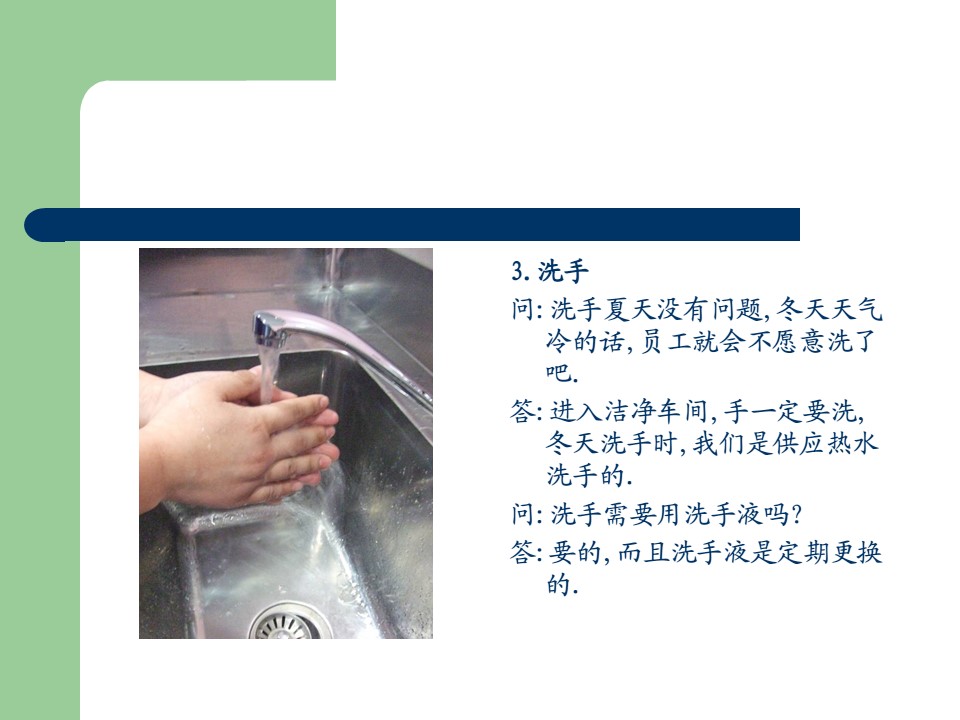 3. 洗手
问: 洗手夏天没有问题, 冬天天气
冷的话, 员工就会不愿意洗了
吧.
答: 进入洁净车间, 手一定要洗,
冬天洗手时, 我们是供应热水
洗手的.
问: 洗手需要用洗手液吗?
答: 要的, 而且洗手液是定期更换
的.